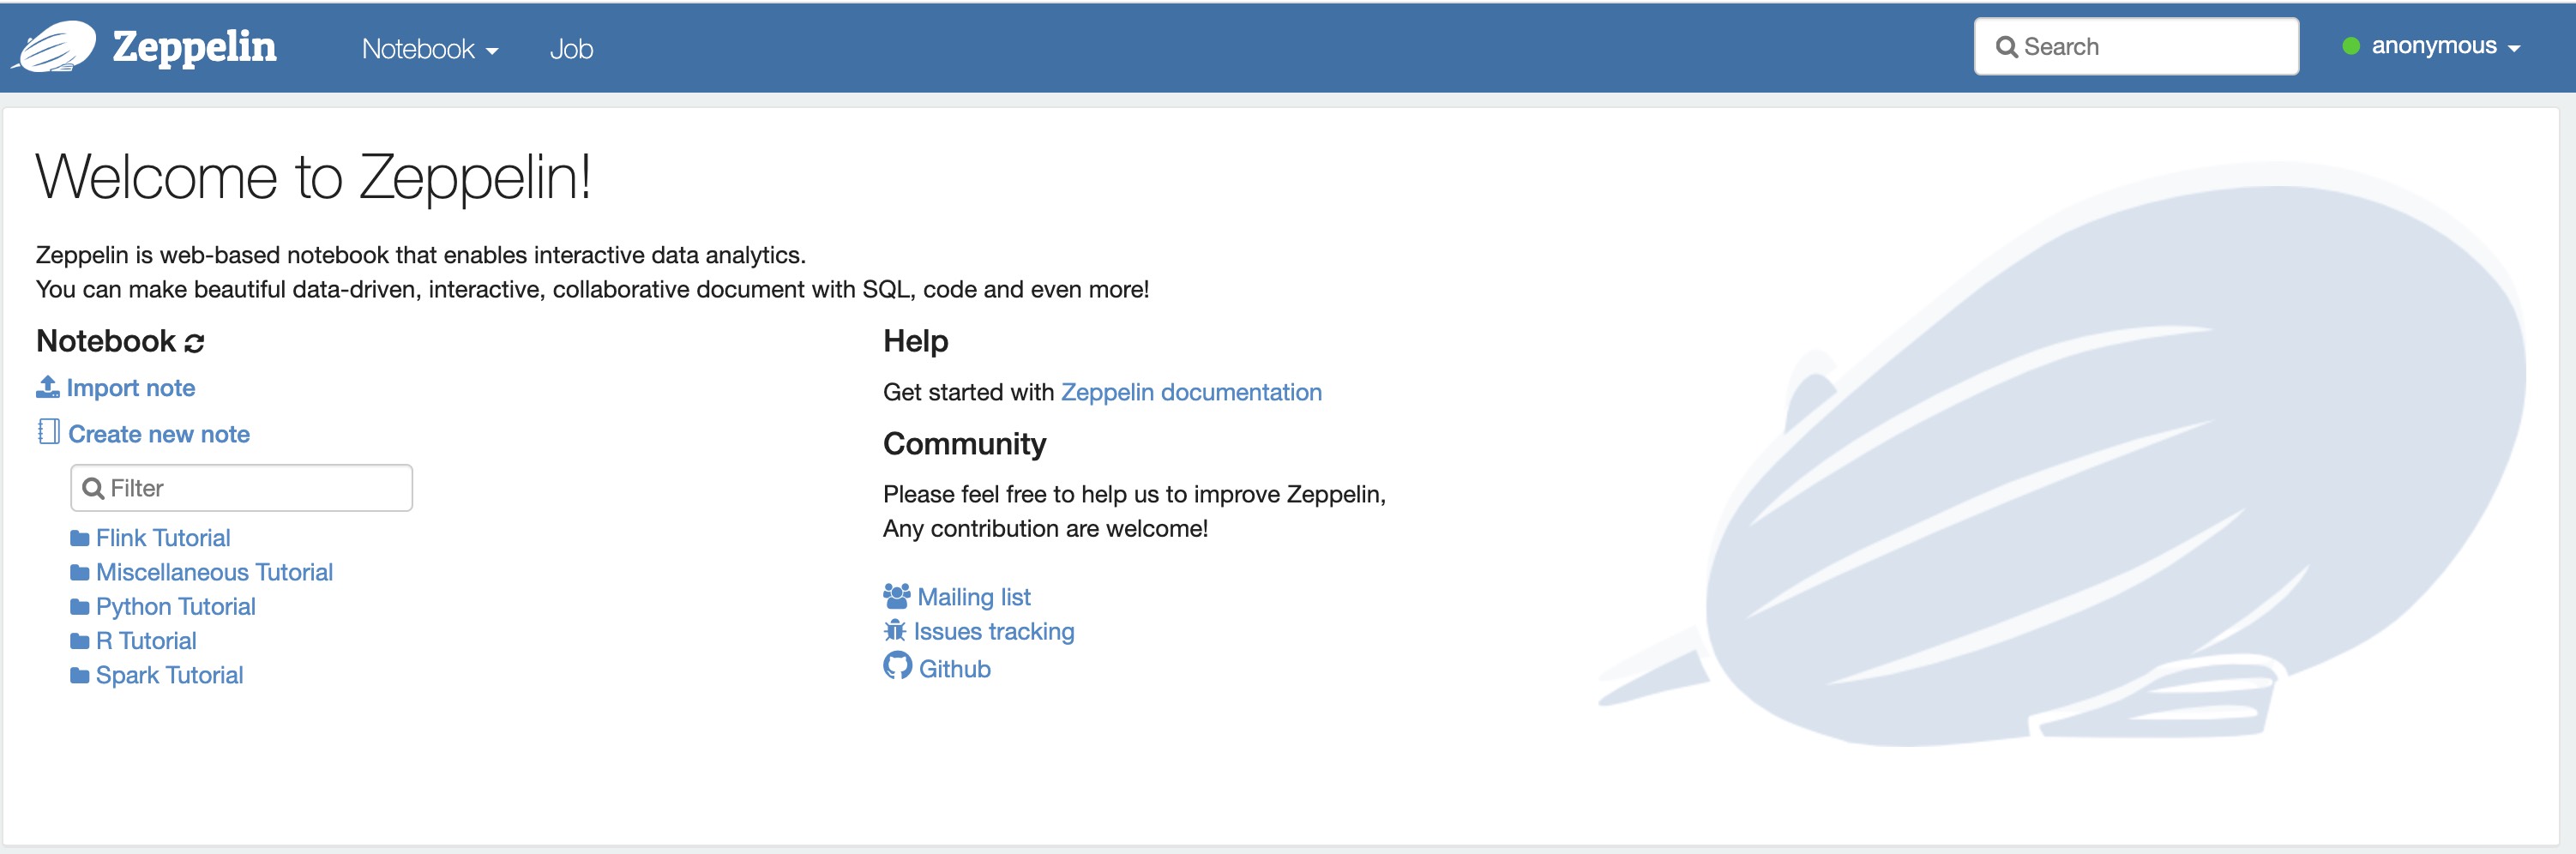 Zeppelin
Notebook
Job
Search
anonymous
Welcome to Zeppelin!
Zeppelin is web-based notebook that enables interactive data analytics.
You can make beautiful data-driven, interactive, collaborative document with SQL, code and even more!
Notebook
Import note
Create new note
Filter
Flink Tutorial
Miscellaneous Tutorial
Python Tutorial
R Tutorial
Spark Tutorial
Help
Get started with Zeppelin documentation
Community
Please feel free to help us to improve Zeppelin,
Any contribution are welcome!
Mailing list
Issues tracking
Github